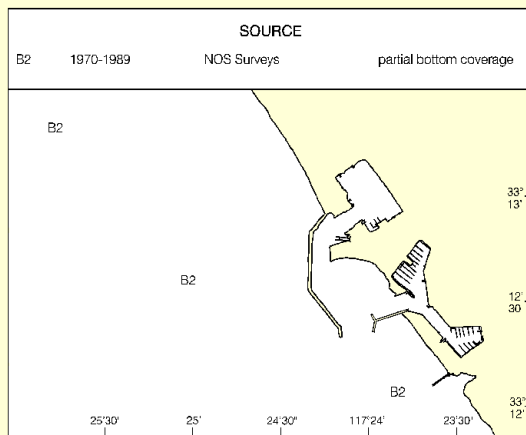 SOURCE
B2 1970-1989 NOS Surveys partial bottom coverage
B2
33°
13'
B2
12'
30
B2
33°
12'
25'30" 25' 24'30" 117°24' 23'30"